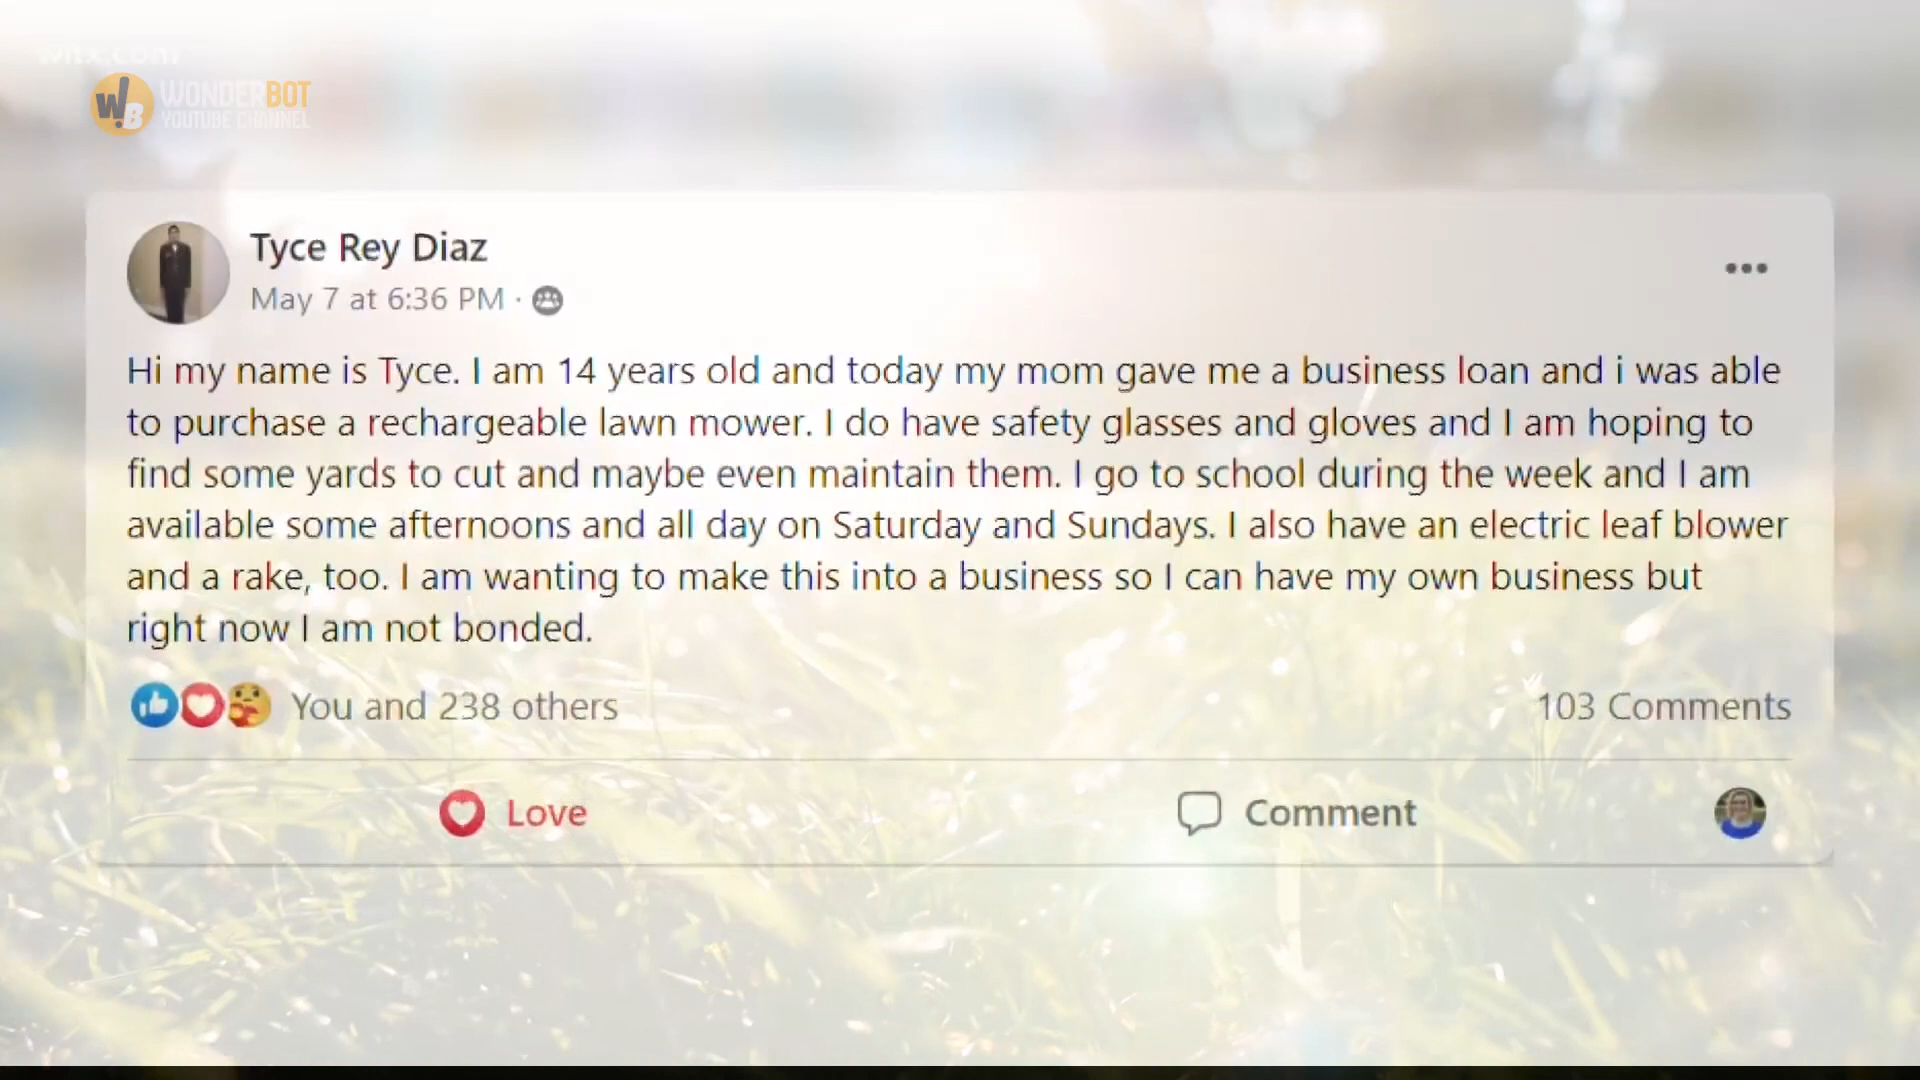 wltx.com
WONDERBOT
YOUTUBE CHANNEL
Tyce Rey Diaz
May 7 at 6:36 PM ·
Hi my name is Tyce. I am 14 years old and today my mom gave me a business loan and i was able
to purchase a rechargeable lawn mower. I do have safety glasses and gloves and I am hoping to
find some yards to cut and maybe even maintain them. I go to school during the week and I am
available some afternoons and all day on Saturday and Sundays. I also have an electric leaf blower
and a rake, too. I am wanting to make this into a business so I can have my own business but
right now I am not bonded.
You and 238 others
103 Comments
Love
Comment